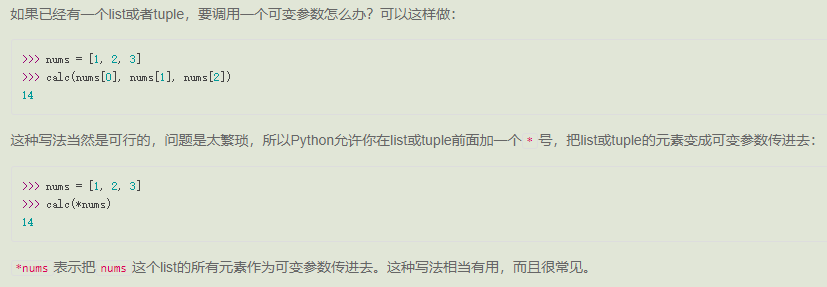 如果已经有一个list或者tuple，要调用一个可变参数怎么办？可以这样做：
>>> nums = [1, 2, 3]
>>> calc(nums[0], nums[1], nums[2])
14
这种写法当然是可行的，问题是太繁琐，所以Python允许你在list或tuple前面加一个 * 号，把list或tuple的元素变成可变参数传进去：
>>> nums = [1, 2, 3]
>>> calc(*nums)
14
*nums 表示把 nums 这个list的所有元素作为可变参数传进去。这种写法相当有用，而且很常见。